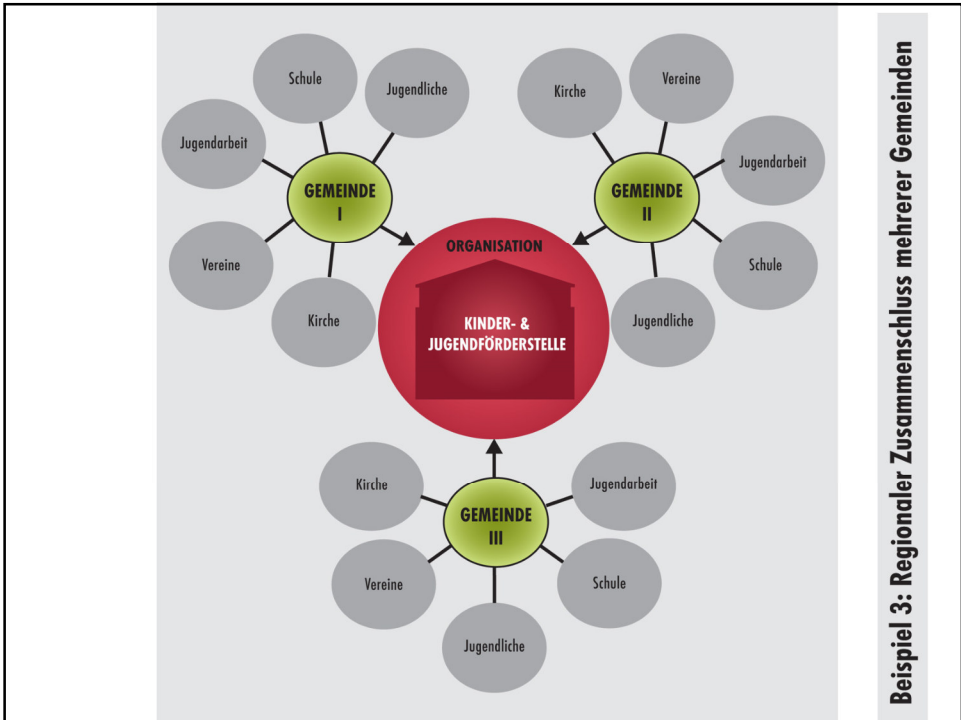 Schule
Jugendliche
Jugendarbeit
GEMEINDE
I
Vereine
Kirche
Kirche
Vereine
Jugendarbeit
GEMEINDE
II
Schule
Jugendliche
ORGANISATION
KINDER- &
JUGENDFÖRDERSTELLE
Kirche
Jugendarbeit
GEMEINDE
III
Vereine
Schule
Jugendliche
Beispiel 3: Regionaler Zusammenschluss mehrerer Gemeinden